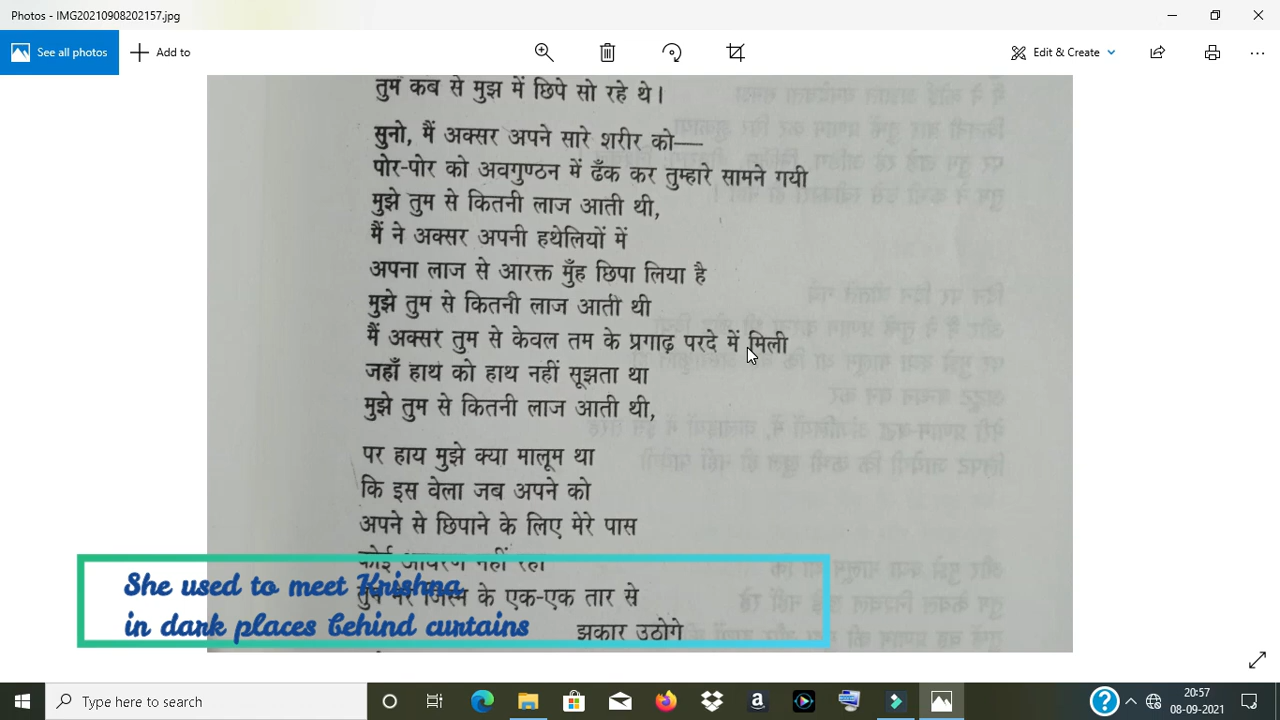 Photos - IMG20210908202157.jpg
See all photos
Add to
Edit & Create
तुम कब से मुझ में छिपे सो रहे थे।
सुनो, मैं अक्सर अपने सारे शरीर को—
पोर-पोर को अवगुण्ठन में ढँक कर तुम्हारे सामने गयी
मुझे तुम से कितनी लाज आती थी,
मैं ने अक्सर अपनी हथेलियों में
अपना लाज से आरक्त मुँह छिपा लिया है
मुझे तुम से कितनी लाज आती थी
मैं अक्सर तुम से केवल तम के प्रगाढ़ परदे में मिली
जहाँ हाथ को हाथ नहीं सूझता था
मुझे तुम से कितनी लाज आती थी,
पर हाय मुझे क्या मालूम था
कि इस वेला जब अपने को
अपने से छिपाने के लिए मेरे पास
कोई आवरण नहीं रहा
तुम मेरे जिस्म के एक-एक तार से
झंकार उठोगे
She used to meet Krishna
in dark places behind curtains
Type here to search
20:57
08-09-2021